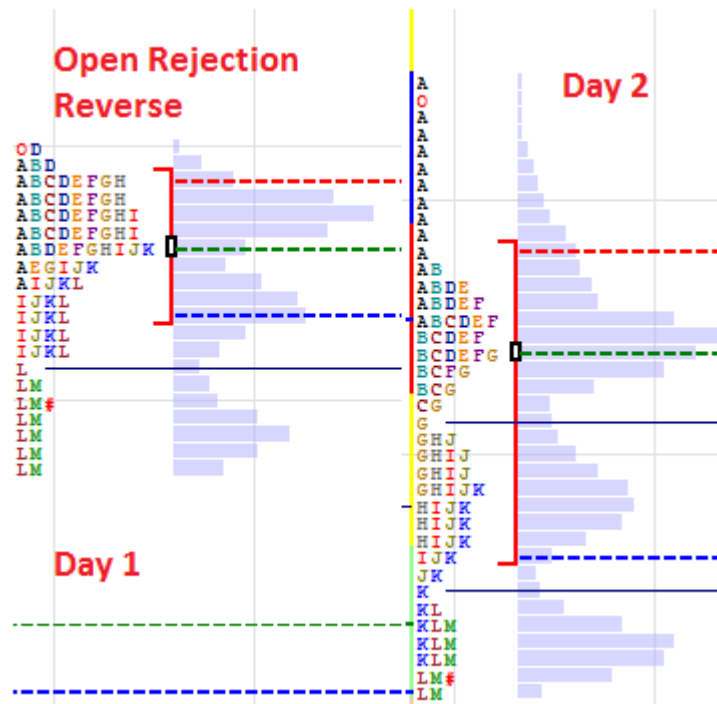 Open Rejection
Reverse
OD
ABD
ABCDEFGH
ABCDEFGH
ABCDEFGHI
ABCDEFGHI
ABDEFGHIJK
AEGIJK
AIJKL
IJKL
IJKL
IJKL
IJKL
L
LM
LM#
LM
LM
LM
LM
Day 1
Day 2
A
O
A
A
A
A
A
A
A
A
A
AB
ABDE
ABDEF
ABCDEF
BCDEF
BCDEFG
BCFG
BCG
CG
G
GHJ
GHIJ
GHIJ
GHIJK
HIJK
HIJK
HIJK
IJK
JK
K
KL
KLM
KLM
KLM
LM#
LM